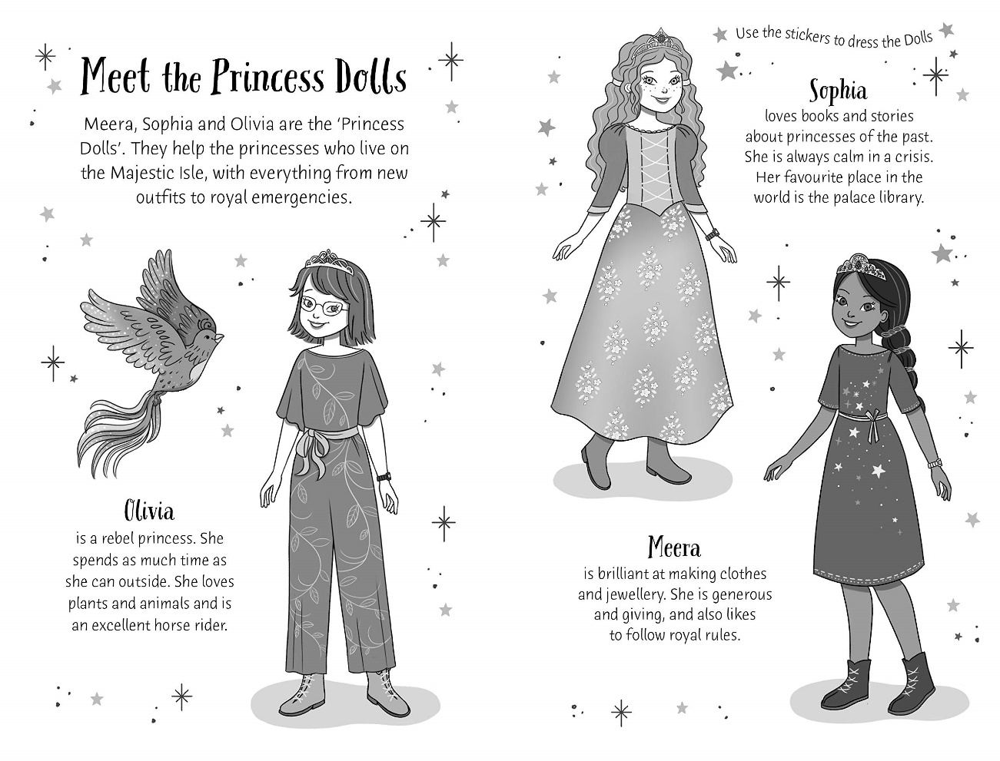 Meet the Princess Dolls
Meera, Sophia and Olivia are the ‘Princess
Dolls’. They help the princesses who live on
the Majestic Isle, with everything from new
outfits to royal emergencies.
Olivia
is a rebel princess. She
spends as much time as
she can outside. She loves
plants and animals and is
an excellent horse rider.
Use the stickers to dress the Dolls
Sophia
loves books and stories
about princesses of the past.
She is always calm in a crisis.
Her favourite place in the
world is the palace library.
Meera
is brilliant at making clothes
and jewellery. She is generous
and giving, and also likes
to follow royal rules.